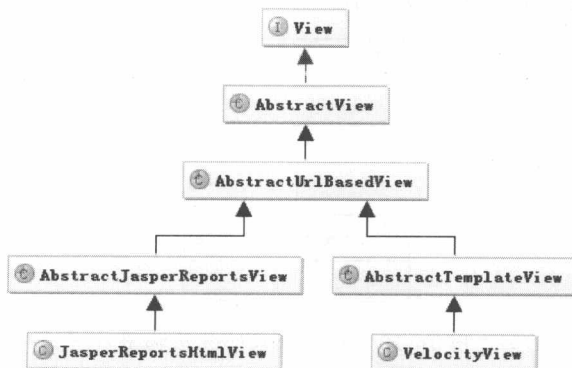 I View
C AbstractView
C AbstractUrlBasedView
C AbstractJasperReportsView
C AbstractTemplateView
C JasperReportsHtmlView
C VelocityView